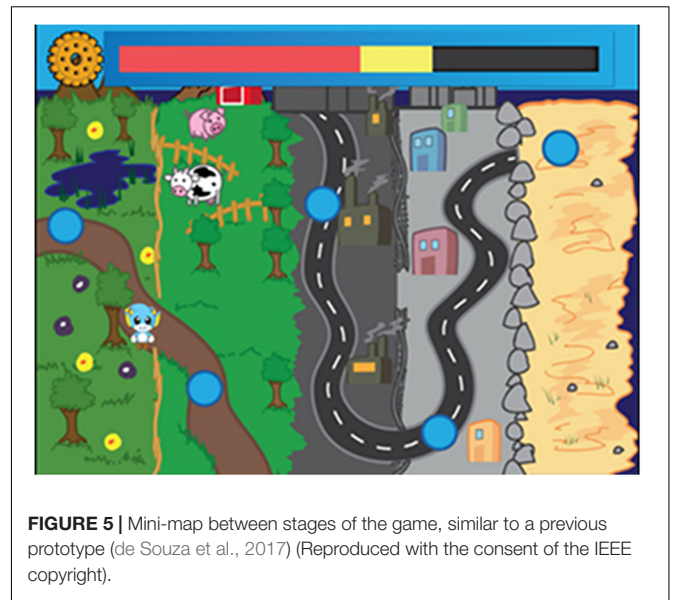 FIGURE 5 | Mini-map between stages of the game, similar to a previous
prototype (de Souza et al., 2017) (Reproduced with the consent of the IEEE
copyright).